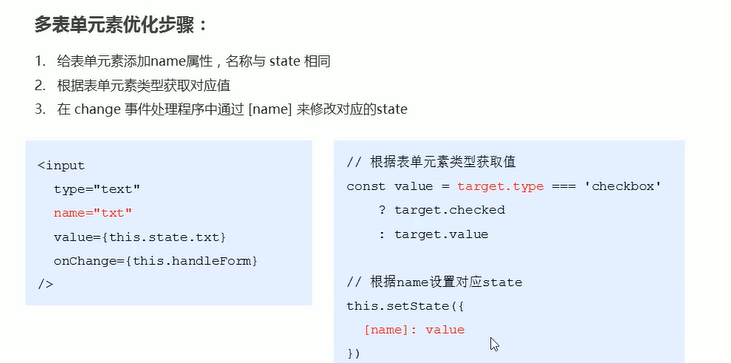 多表单元素优化步骤：
1. 给表单元素添加name属性，名称与 state 相同
2. 根据表单元素类型获取对应值
3. 在 change 事件处理程序中通过 [name] 来修改对应的state
<input
type="text"
name="txt"
value={this.state.txt}
onChange={this.handleForm}
/>
// 根据表单元素类型获取值
const value = target.type === 'checkbox'
? target.checked
: target.value
// 根据name设置对应state
this.setState({
[name]: value
})